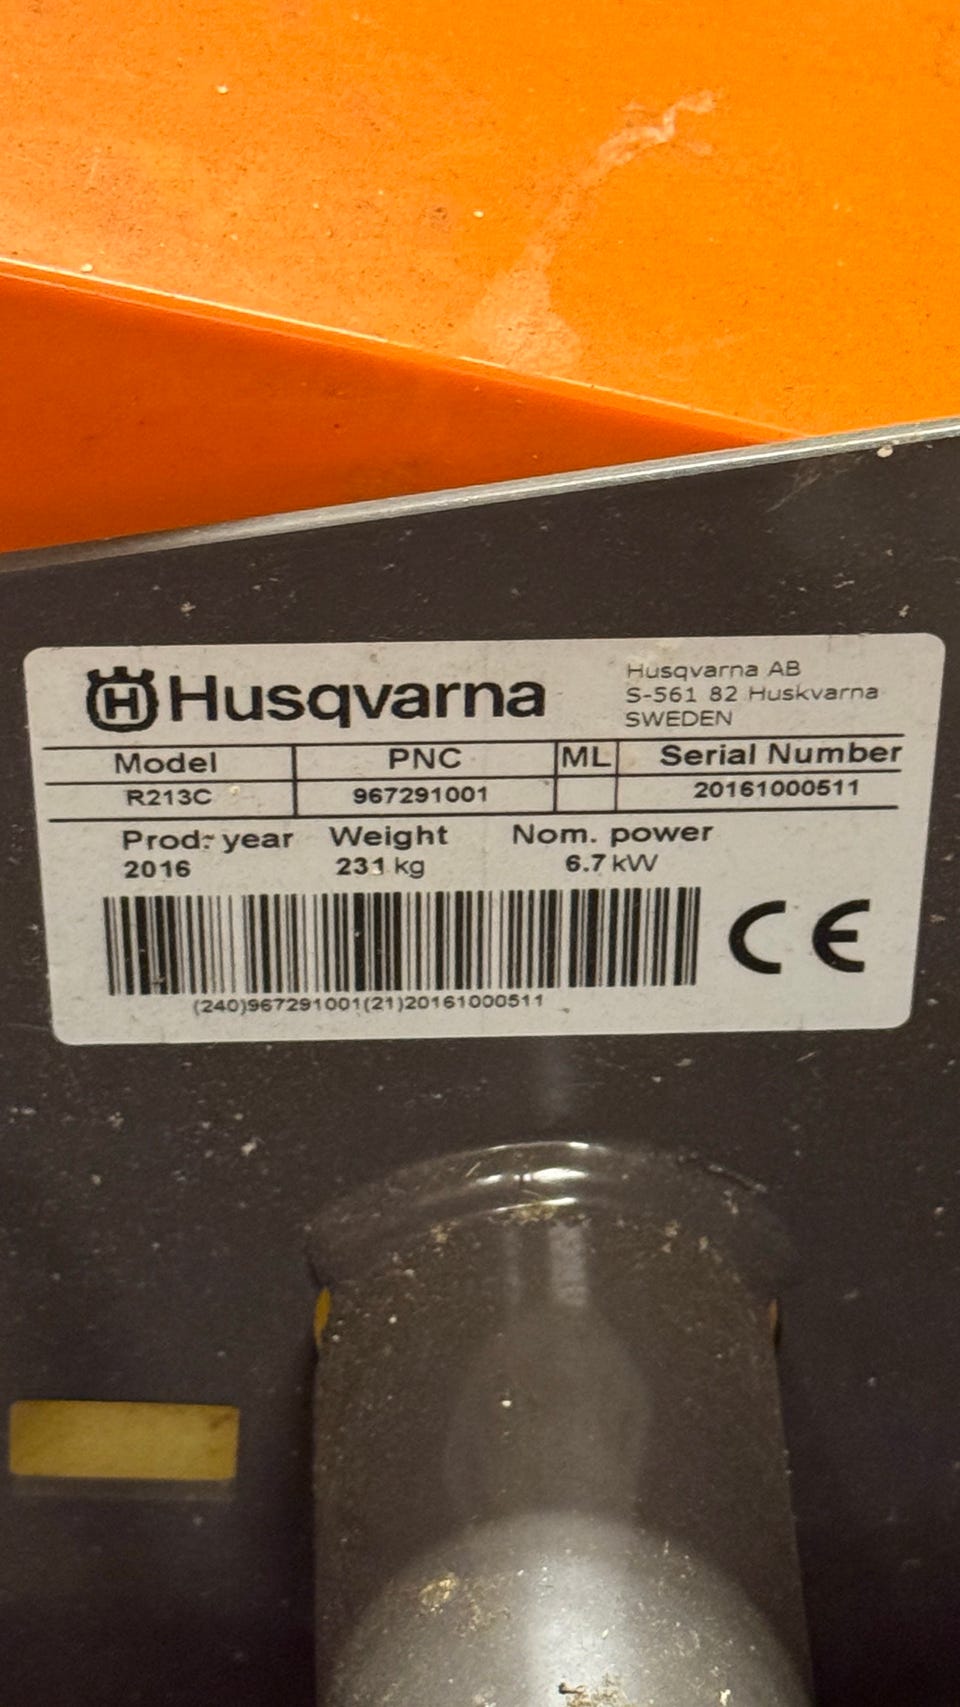 Husqvarna
Husqvarna AB
S-561 82 Huskvarna
SWEDEN
Model PNC ML Serial Number
R213C 967291001 20161000511
Prod. year Weight Nom. power
2016 231 kg 6.7 kW
CE
(240)967291001(21)20161000511